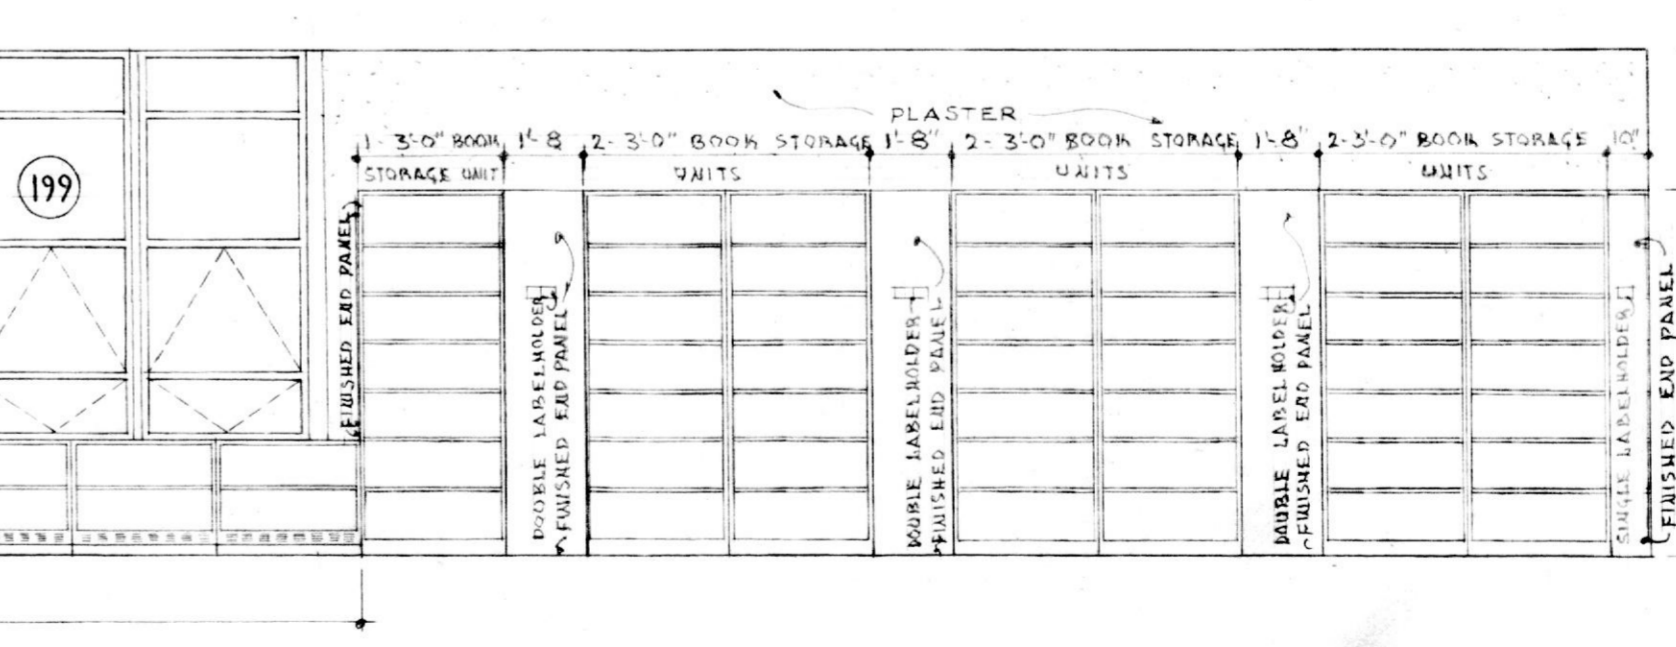 PLASTER
1- 3'-0" BOOK 1'-8 2- 3'-0" BOOK STORAGE 1'-8" 2- 3'-0" BOOK STORAGE 1'-8' 2-3'-0" BOOK STORAGE 10"
STORAGE UNIT UNITS UNITS UNITS
199
FINISHED END PANEL
DOUBLE LABELHOLDER
FINISHED END PANEL
DOUBLE LABELHOLDER
FINISHED END PANEL
DOUBLE LABEL HOLDER
FINISHED END PANEL
SINGLE LABELHOLDER
FINISHED END PANEL